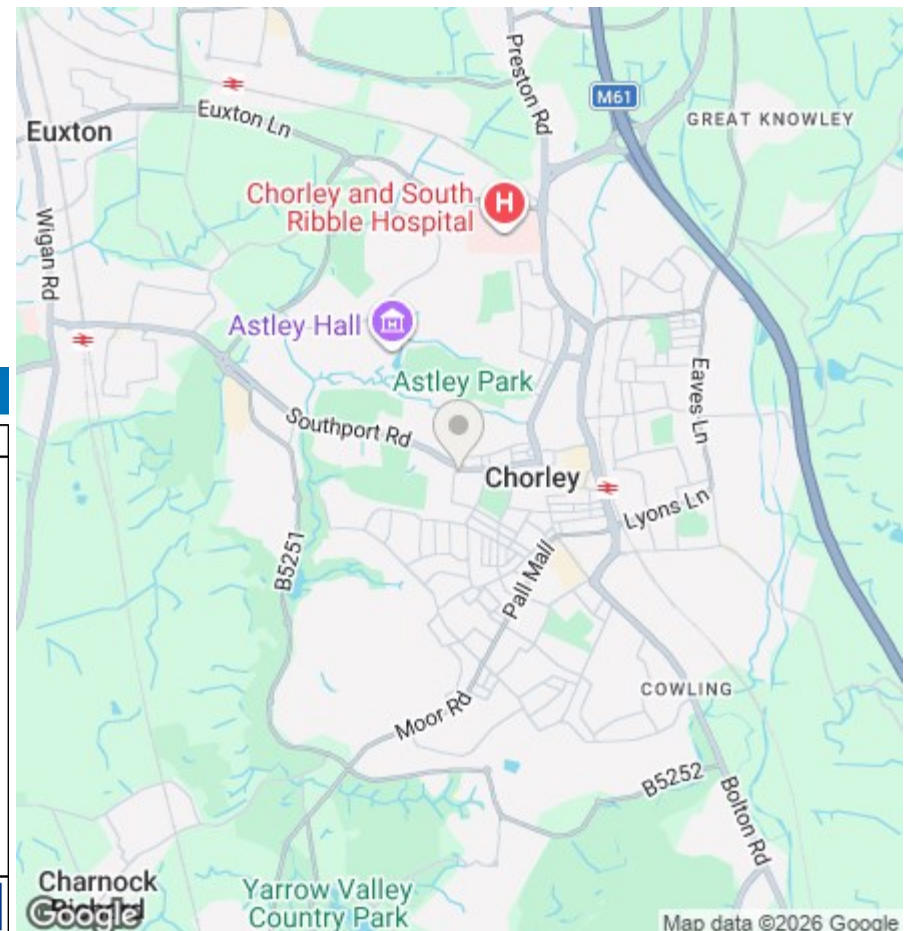 Preston Rd
M61
GREAT KNOWLEY
Euxton
Euxton Ln
Chorley and South
Ribble Hospital
H
Wigan Rd
Astley Hall
Astley Park
Eaves Ln
Southport Rd
Chorley
Lyons Ln
B5251
Pall Mall
COWLING
Moor Rd
B5252
Bolton Rd
Charnock
Yarrow Valley
Country Park
Google
Map data ©2026 Google